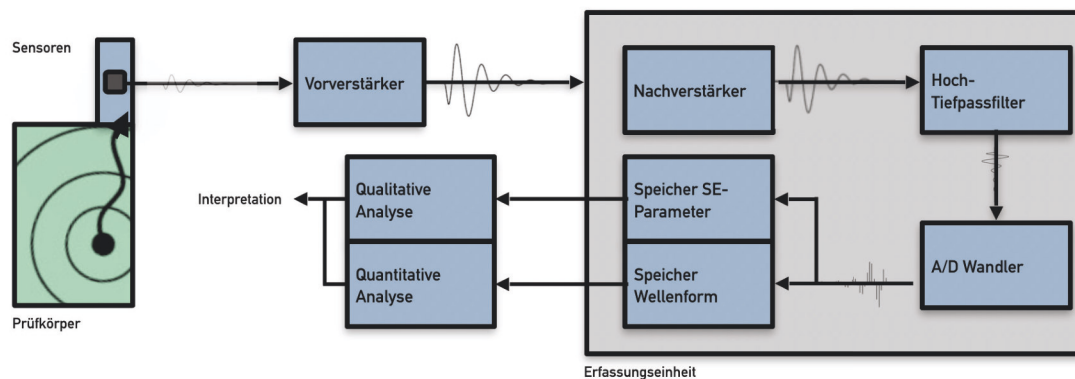 Sensoren
Vorverstärker
Nachverstärker
Hoch-
Tiefpassfilter
Interpretation
Qualitative
Analyse
Speicher SE-
Parameter
Quantitative
Analyse
Speicher
Wellenform
A/D Wandler
Prüfkörper
Erfassungseinheit